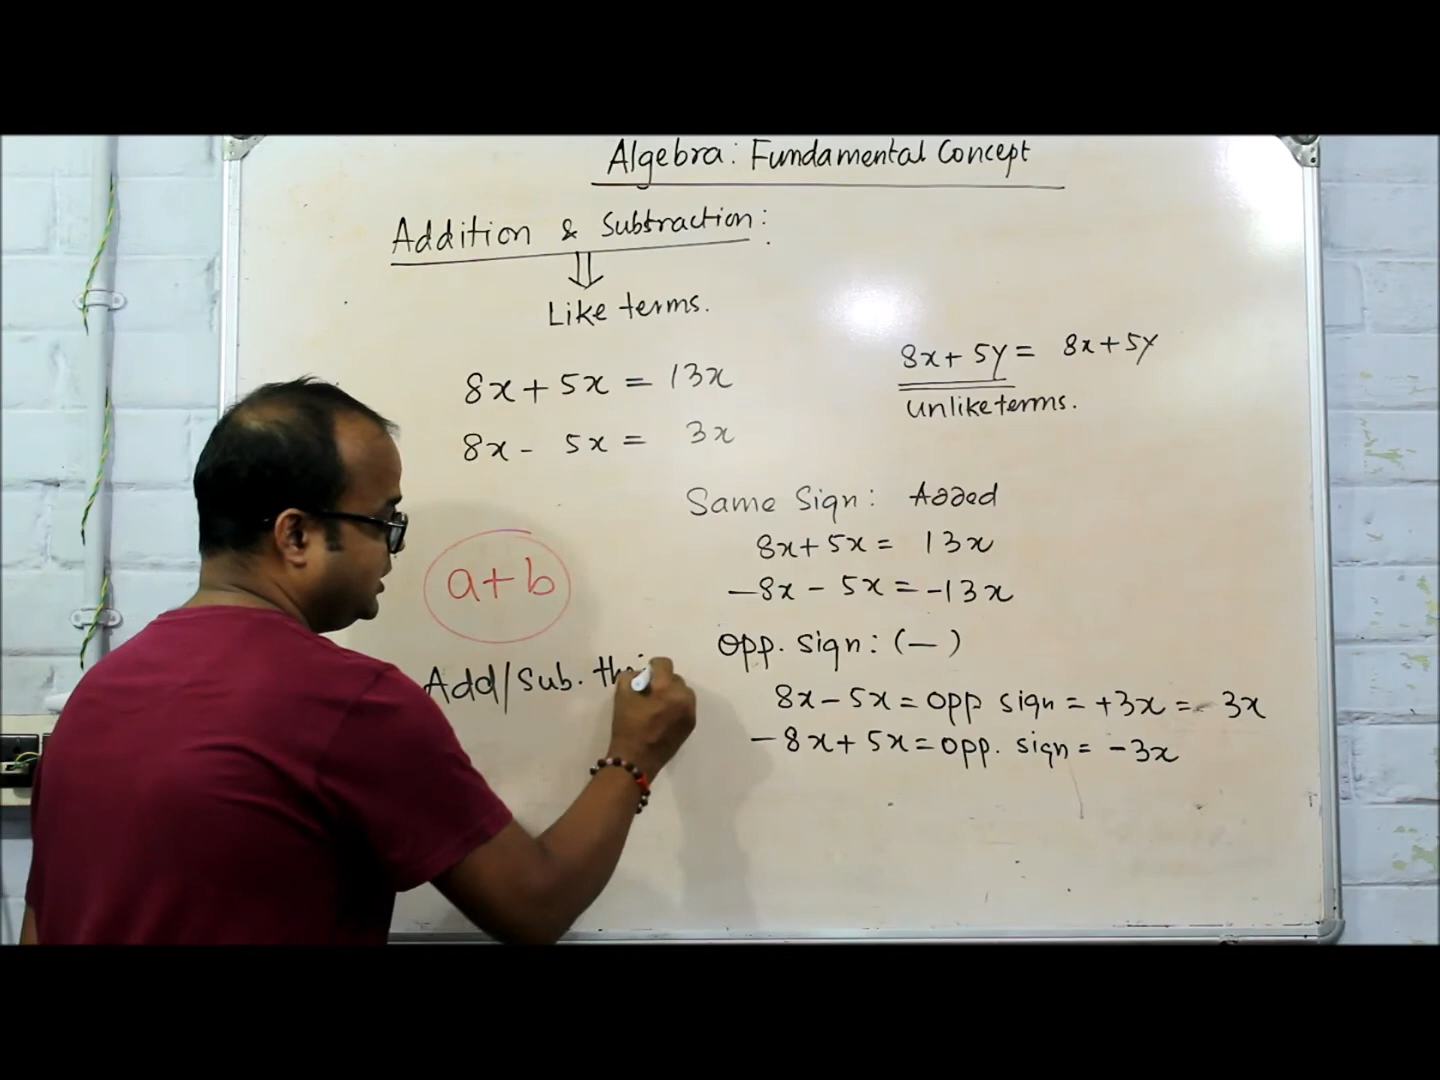 Algebra: Fundamental Concept
Addition & Subtraction:
Like terms.
8x + 5x = 13x
8x - 5x = 3x
8x + 5y = 8x + 5y
unlike terms.
Same Sign: Added
8x + 5x = 13x
-8x - 5x = -13x
Opp. sign: (-)
8x - 5x = opp sign = +3x = 3x
-8x + 5x = opp. sign = -3x
a + b
Add/Sub.